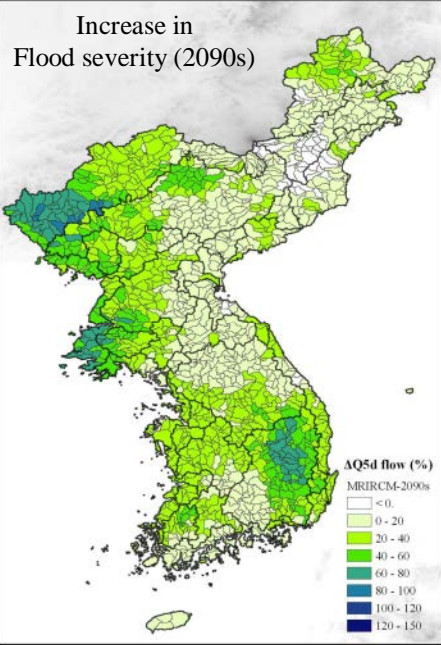 Increase in
Flood severity (2090s)
ΔQ5d flow (%)
MRIRCM-2090s
< 0.
0 - 20
20 - 40
40 - 60
60 - 80
80 - 100
100 - 120
120 - 150